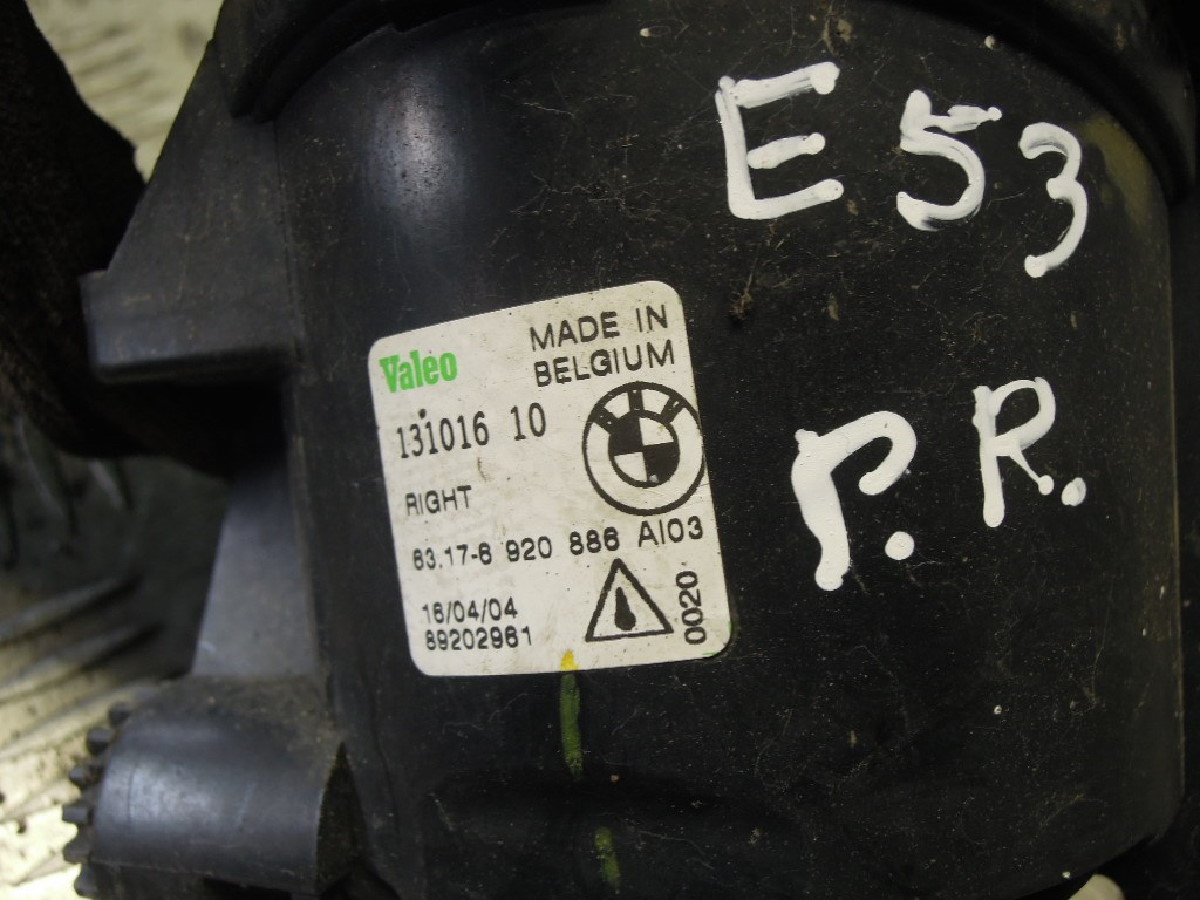 E53
P. R.
Valeo
MADE IN
BELGIUM
131016 10
RIGHT
63.17-6 920 886 AI03
16/04/04
89202961
0020